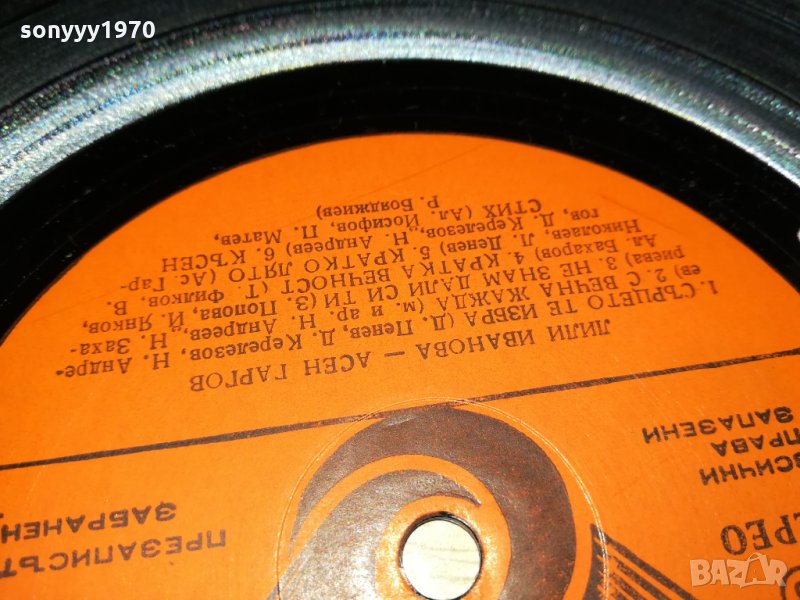 sonyyy1970
ЛИЛИ ИВАНОВА — АСЕН ГАРГОВ
1. СЪРЦЕТО ТЕ ИЗБРА (Д. Пенев, Д. Керелезов, Н. Андре-
ев) 2. С ВЕЧНА ЖАЖДА (м. и ар. Н. Андреев, Н. Заха-
риева) 3. НЕ ЗНАМ ДАЛИ СИ ТИ (З. Попова, Й. Янков,
Ал. Бахаров) 4. КРАТКА ВЕЧНОСТ (Т. Филков, В.
Николаев, Л. Денев) 5. КРАТКО ЛЯТО (Ас. Гар-
гов, Д. Керелезов, Н. Андреев) 6. КЪСЕН
СТИХ (Ал. Йосифов, П. Матев,
Р. Бояджиев)
ВСИЧКИ
ПРАВА
ЗАПАЗЕНИ
ЕРЕО
ПРЕЗАПИСЪТ
ЗАБРАНЕН
BAZAR